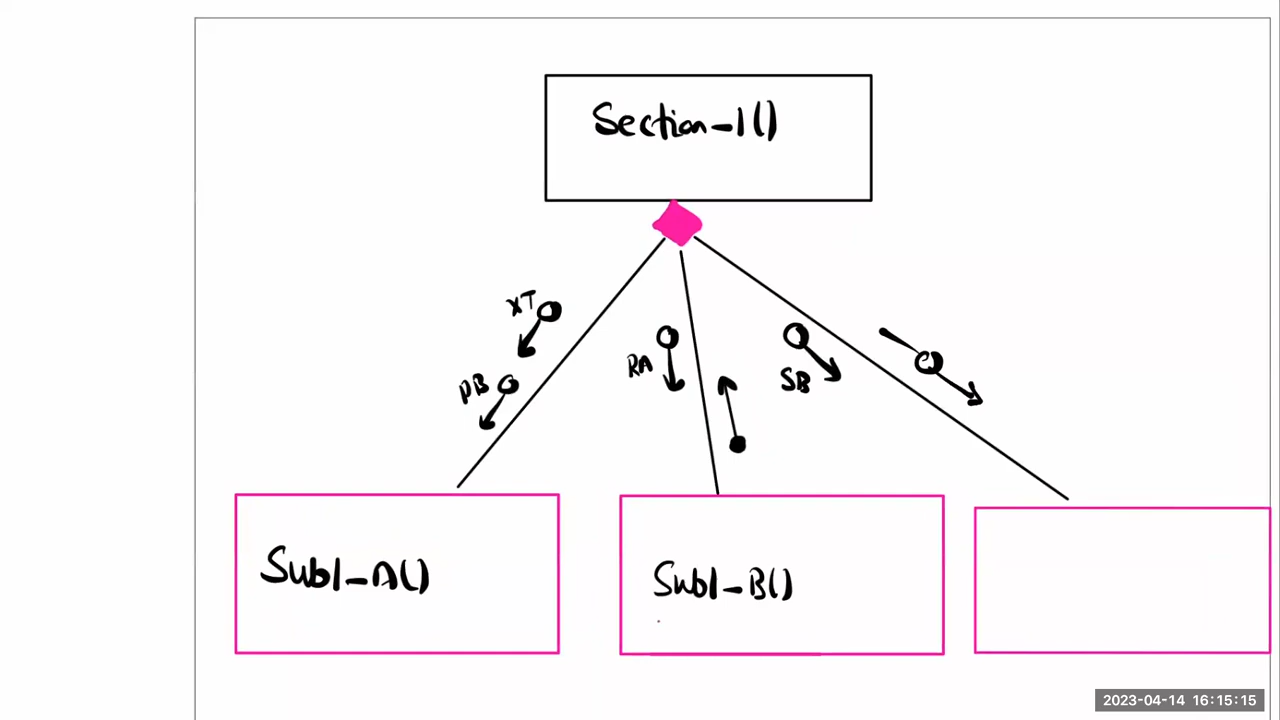 Section-1()
XT
PB
RA
SB
Sub1-A()
Sub1-B()
2023-04-14 16:15:15